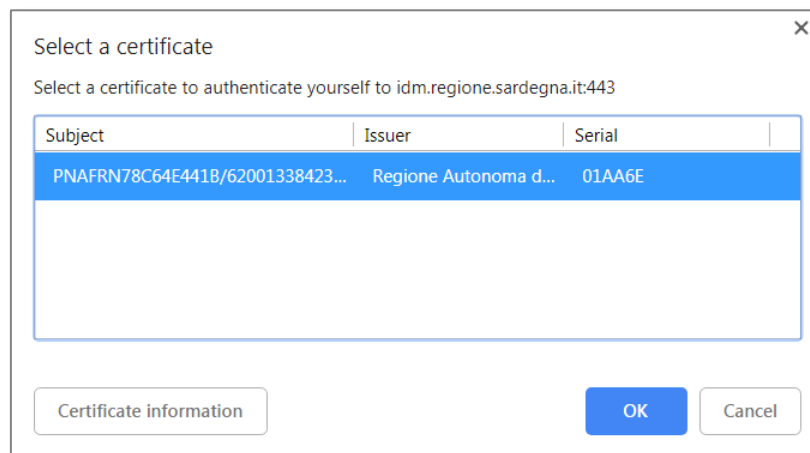 Select a certificate
Select a certificate to authenticate yourself to idm.regione.sardegna.it:443
Subject Issuer Serial
PNAFRN78C64E441B/62001338423... Regione Autonoma d... 01AA6E
Certificate information OK Cancel